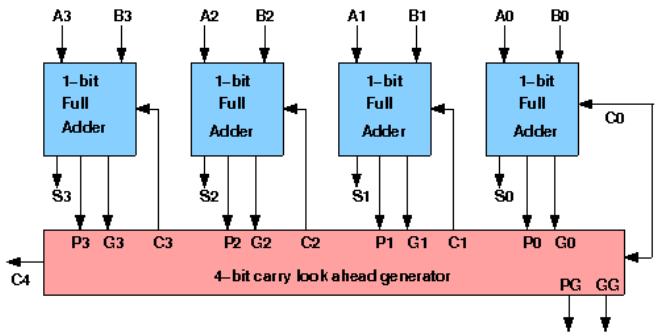 A3 B3 A2 B2 A1 B1 A0 B0
1-bit Full Adder
1-bit Full Adder
1-bit Full Adder
1-bit Full Adder
C0
S3 S2 S1 S0
P3 G3 C3 P2 G2 C2 P1 G1 C1 P0 G0
C4
4-bit carry look ahead generator
PG GG